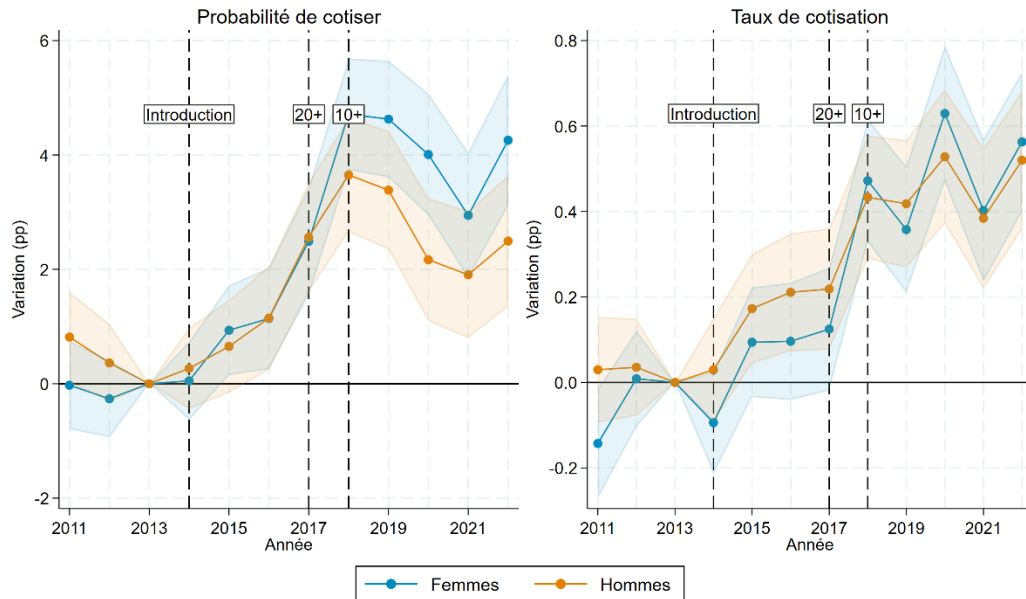 Probabilité de cotiser
Variation (pp)
6
4
2
0
-2
Introduction
20+
10+
2011
2013
2015
2017
2019
2021
Année
Taux de cotisation
Variation (pp)
0.8
0.6
0.4
0.2
0.0
-0.2
Introduction
20+
10+
2011
2013
2015
2017
2019
2021
Année
Femmes
Hommes